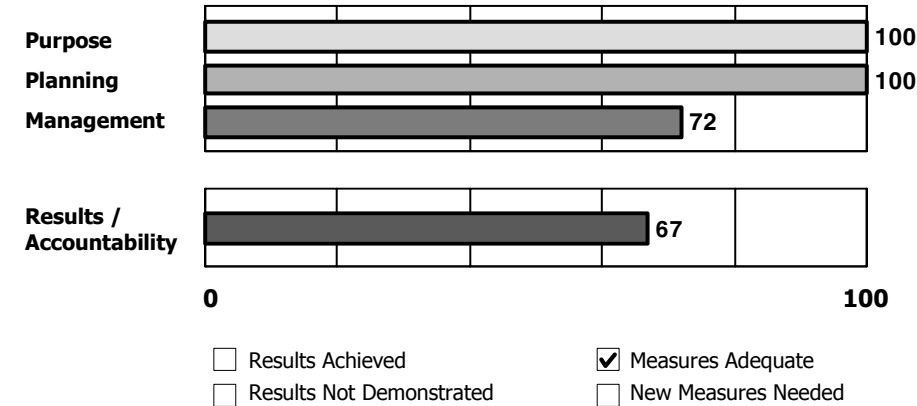 Purpose 100
Planning 100
Management 72
Results /
Accountability 67
0 100
Results Achieved Measures Adequate
Results Not Demonstrated New Measures Needed